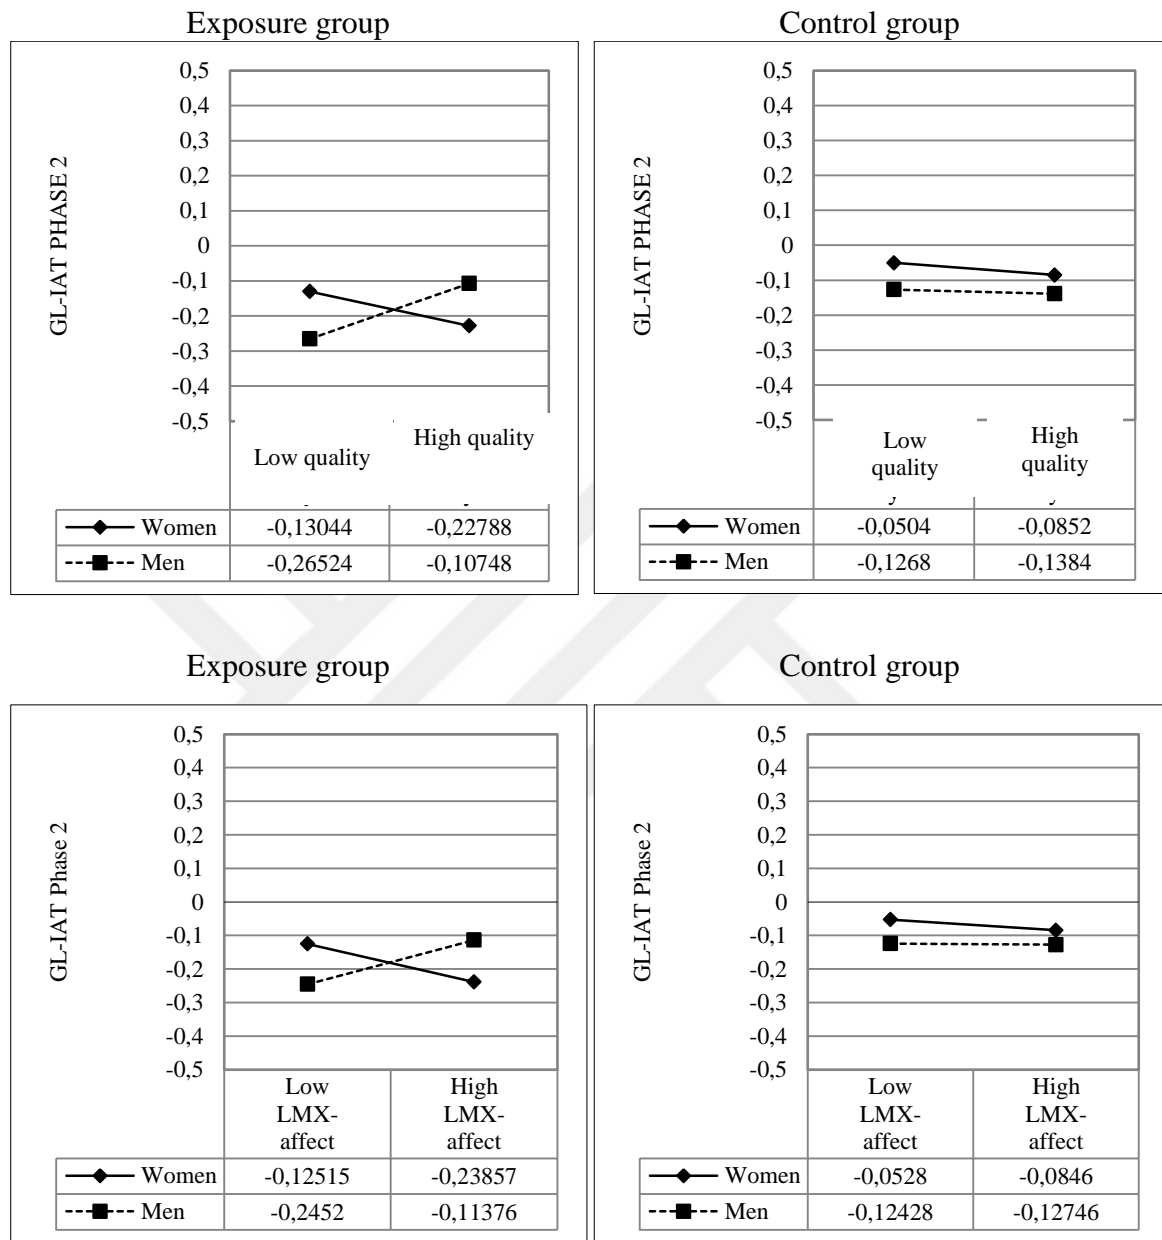 Exposure group
GL-IAT PHASE 2
0,5
0,4
0,3
0,2
0,1
0
-0,1
-0,2
-0,3
-0,4
-0,5
Low quality High quality
Women -0,13044 -0,22788
Men -0,26524 -0,10748
Control group
GL-IAT PHASE 2
0,5
0,4
0,3
0,2
0,1
0
-0,1
-0,2
-0,3
-0,4
-0,5
Low High
quality quality
Women -0,0504 -0,0852
Men -0,1268 -0,1384
Exposure group
GL-IAT Phase 2
0,5
0,4
0,3
0,2
0,1
0
-0,1
-0,2
-0,3
-0,4
-0,5
Low High
LMX- LMX-
affect affect
Women -0,12515 -0,23857
Men -0,2452 -0,11376
Control group
GL-IAT Phase 2
0,5
0,4
0,3
0,2
0,1
0
-0,1
-0,2
-0,3
-0,4
-0,5
Low High
LMX- LMX-
affect affect
Women -0,0528 -0,0846
Men -0,12428 -0,12746